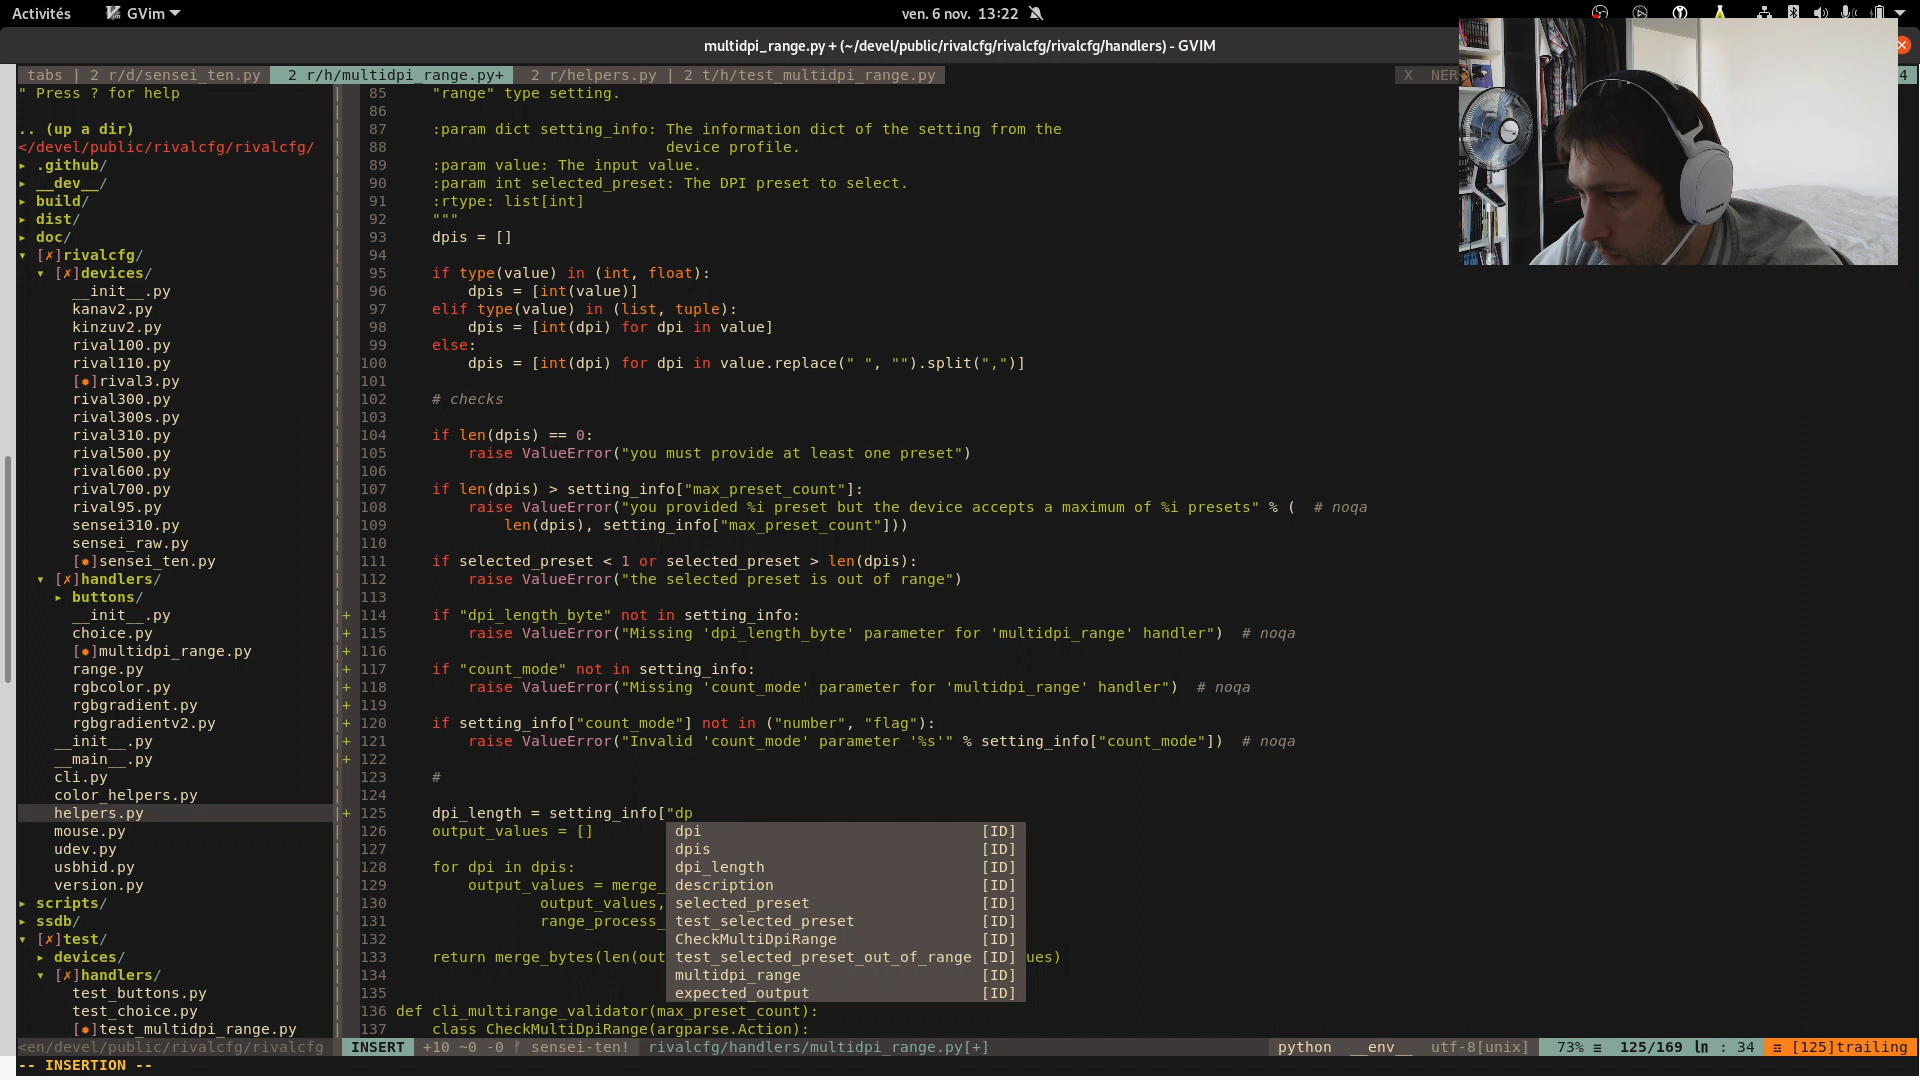 Activités GVim ven. 6 nov. 13:22
multidpi_range.py + (~/devel/public/rivalcfg/rivalcfg/rivalcfg/handlers) - GVIM
tabs | 2 r/d/sensei_ten.py 2 r/h/multidpi_range.py+ 2 r/helpers.py | 2 t/h/test_multidpi_range.py X
" Press ? for help
.. (up a dir)
</devel/public/rivalcfg/rivalcfg/
▸ .github/
▸ __dev__/
▸ build/
▸ dist/
▸ doc/
▾ [✗]rivalcfg/
▾ [✗]devices/
__init__.py
kanav2.py
kinzuv2.py
rival100.py
rival110.py
[✹]rival3.py
rival300.py
rival300s.py
rival310.py
rival500.py
rival600.py
rival700.py
rival95.py
sensei310.py
sensei_raw.py
[✹]sensei_ten.py
▾ [✗]handlers/
▸ buttons/
__init__.py
choice.py
[✹]multidpi_range.py
range.py
rgbcolor.py
rgbgradient.py
rgbgradientv2.py
__init__.py
__main__.py
cli.py
color_helpers.py
helpers.py
mouse.py
udev.py
usbhid.py
version.py
▸ scripts/
▸ ssdb/
▾ [✗]test/
▸ devices/
▾ handlers/
test_buttons.py
test_choice.py
[✹]test_multidpi_range.py
<en/devel/public/rivalcfg/rivalcfg
85 "range" type setting.
86
87 :param dict setting_info: The information dict of the setting from the
88 device profile.
89 :param value: The input value.
90 :param int selected_preset: The DPI preset to select.
91 :rtype: list[int]
92 """
93 dpis = []
94
95 if type(value) in (int, float):
96 dpis = [int(value)]
97 elif type(value) in (list, tuple):
98 dpis = [int(dpi) for dpi in value]
99 else:
100 dpis = [int(dpi) for dpi in value.replace(" ", "").split(",")]
101
102 # checks
103
104 if len(dpis) == 0:
105 raise ValueError("you must provide at least one preset")
106
107 if len(dpis) > setting_info["max_preset_count"]:
108 raise ValueError("you provided %i preset but the device accepts a maximum of %i presets" % (  # noqa
109 len(dpis), setting_info["max_preset_count"]))
110
111 if selected_preset < 1 or selected_preset > len(dpis):
112 raise ValueError("the selected preset is out of range")
113
+ 114 if "dpi_length_byte" not in setting_info:
+ 115 raise ValueError("Missing 'dpi_length_byte' parameter for 'multidpi_range' handler")  # noqa
+ 116
+ 117 if "count_mode" not in setting_info:
+ 118 raise ValueError("Missing 'count_mode' parameter for 'multidpi_range' handler")  # noqa
+ 119
+ 120 if setting_info["count_mode"] not in ("number", "flag"):
+ 121 raise ValueError("Invalid 'count_mode' parameter '%s'" % setting_info["count_mode"])  # noqa
+ 122
123 #
124
+ 125 dpi_length = setting_info["dp
126 output_values = [] dpi [ID]
127 dpis [ID]
128 for dpi in dpis: dpi_length [ID]
129 output_values = merge_ description [ID]
130 output_values, selected_preset [ID]
131 range_process_ test_selected_preset [ID]
132 CheckMultiDpiRange [ID]
133 return merge_bytes(len(out test_selected_preset_out_of_range [ID] ues)
134 multidpi_range [ID]
135 expected_output [ID]
136 def cli_multirange_validator(max_preset_count):
137 class CheckMultiDpiRange(argparse.Action):
INSERT +10 ~0 -0 ᚠ sensei-ten! rivalcfg/handlers/multidpi_range.py[+] python __env__ utf-8[unix] 73% ≡ 125/169 ㏑ : 34 ☲ [125]trailing
-- INSERTION --